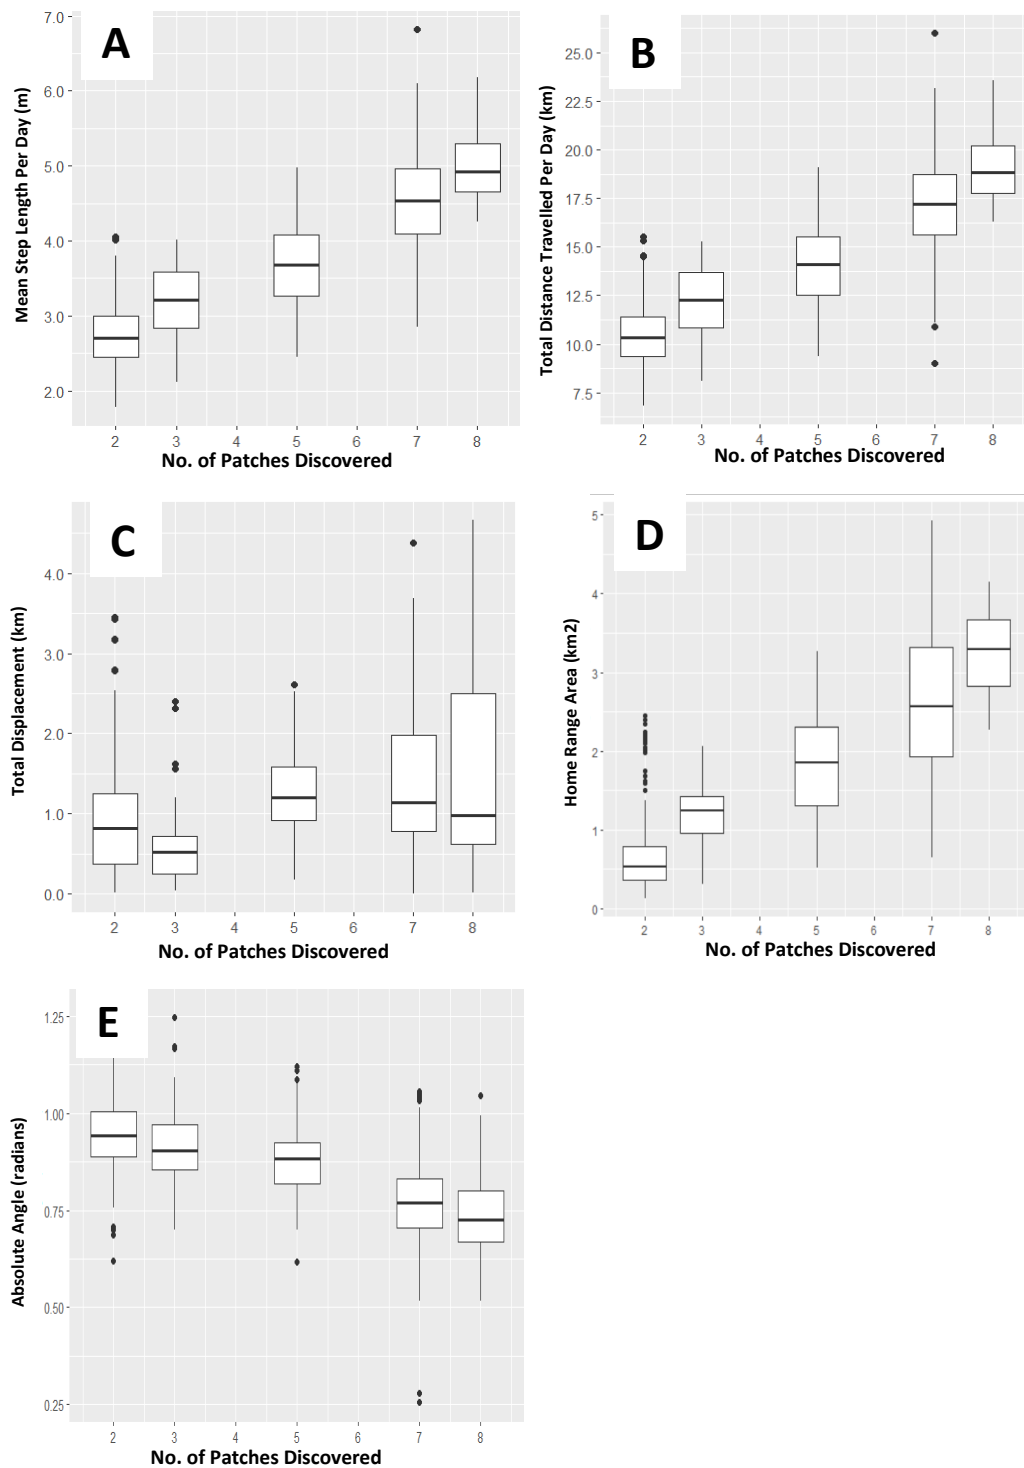 A
Mean Step Length Per Day (m)
7.0
6.0
5.0
4.0
3.0
2.0
2 3 4 5 6 7 8
No. of Patches Discovered
B
Total Distance Travelled Per Day (km)
25.0
22.5
20.0
17.5
15.0
12.5
10.0
7.5
2 3 4 5 6 7 8
No. of Patches Discovered
C
Total Displacement (km)
4.0
3.0
2.0
1.0
0.0
2 3 4 5 6 7 8
No. of Patches Discovered
D
Home Range Area (km2)
5
4
3
2
1
0
2 3 4 5 6 7 8
No. of Patches Discovered
E
Absolute Angle (radians)
1.25
1.00
0.75
0.50
0.25
2 3 4 5 6 7 8
No. of Patches Discovered